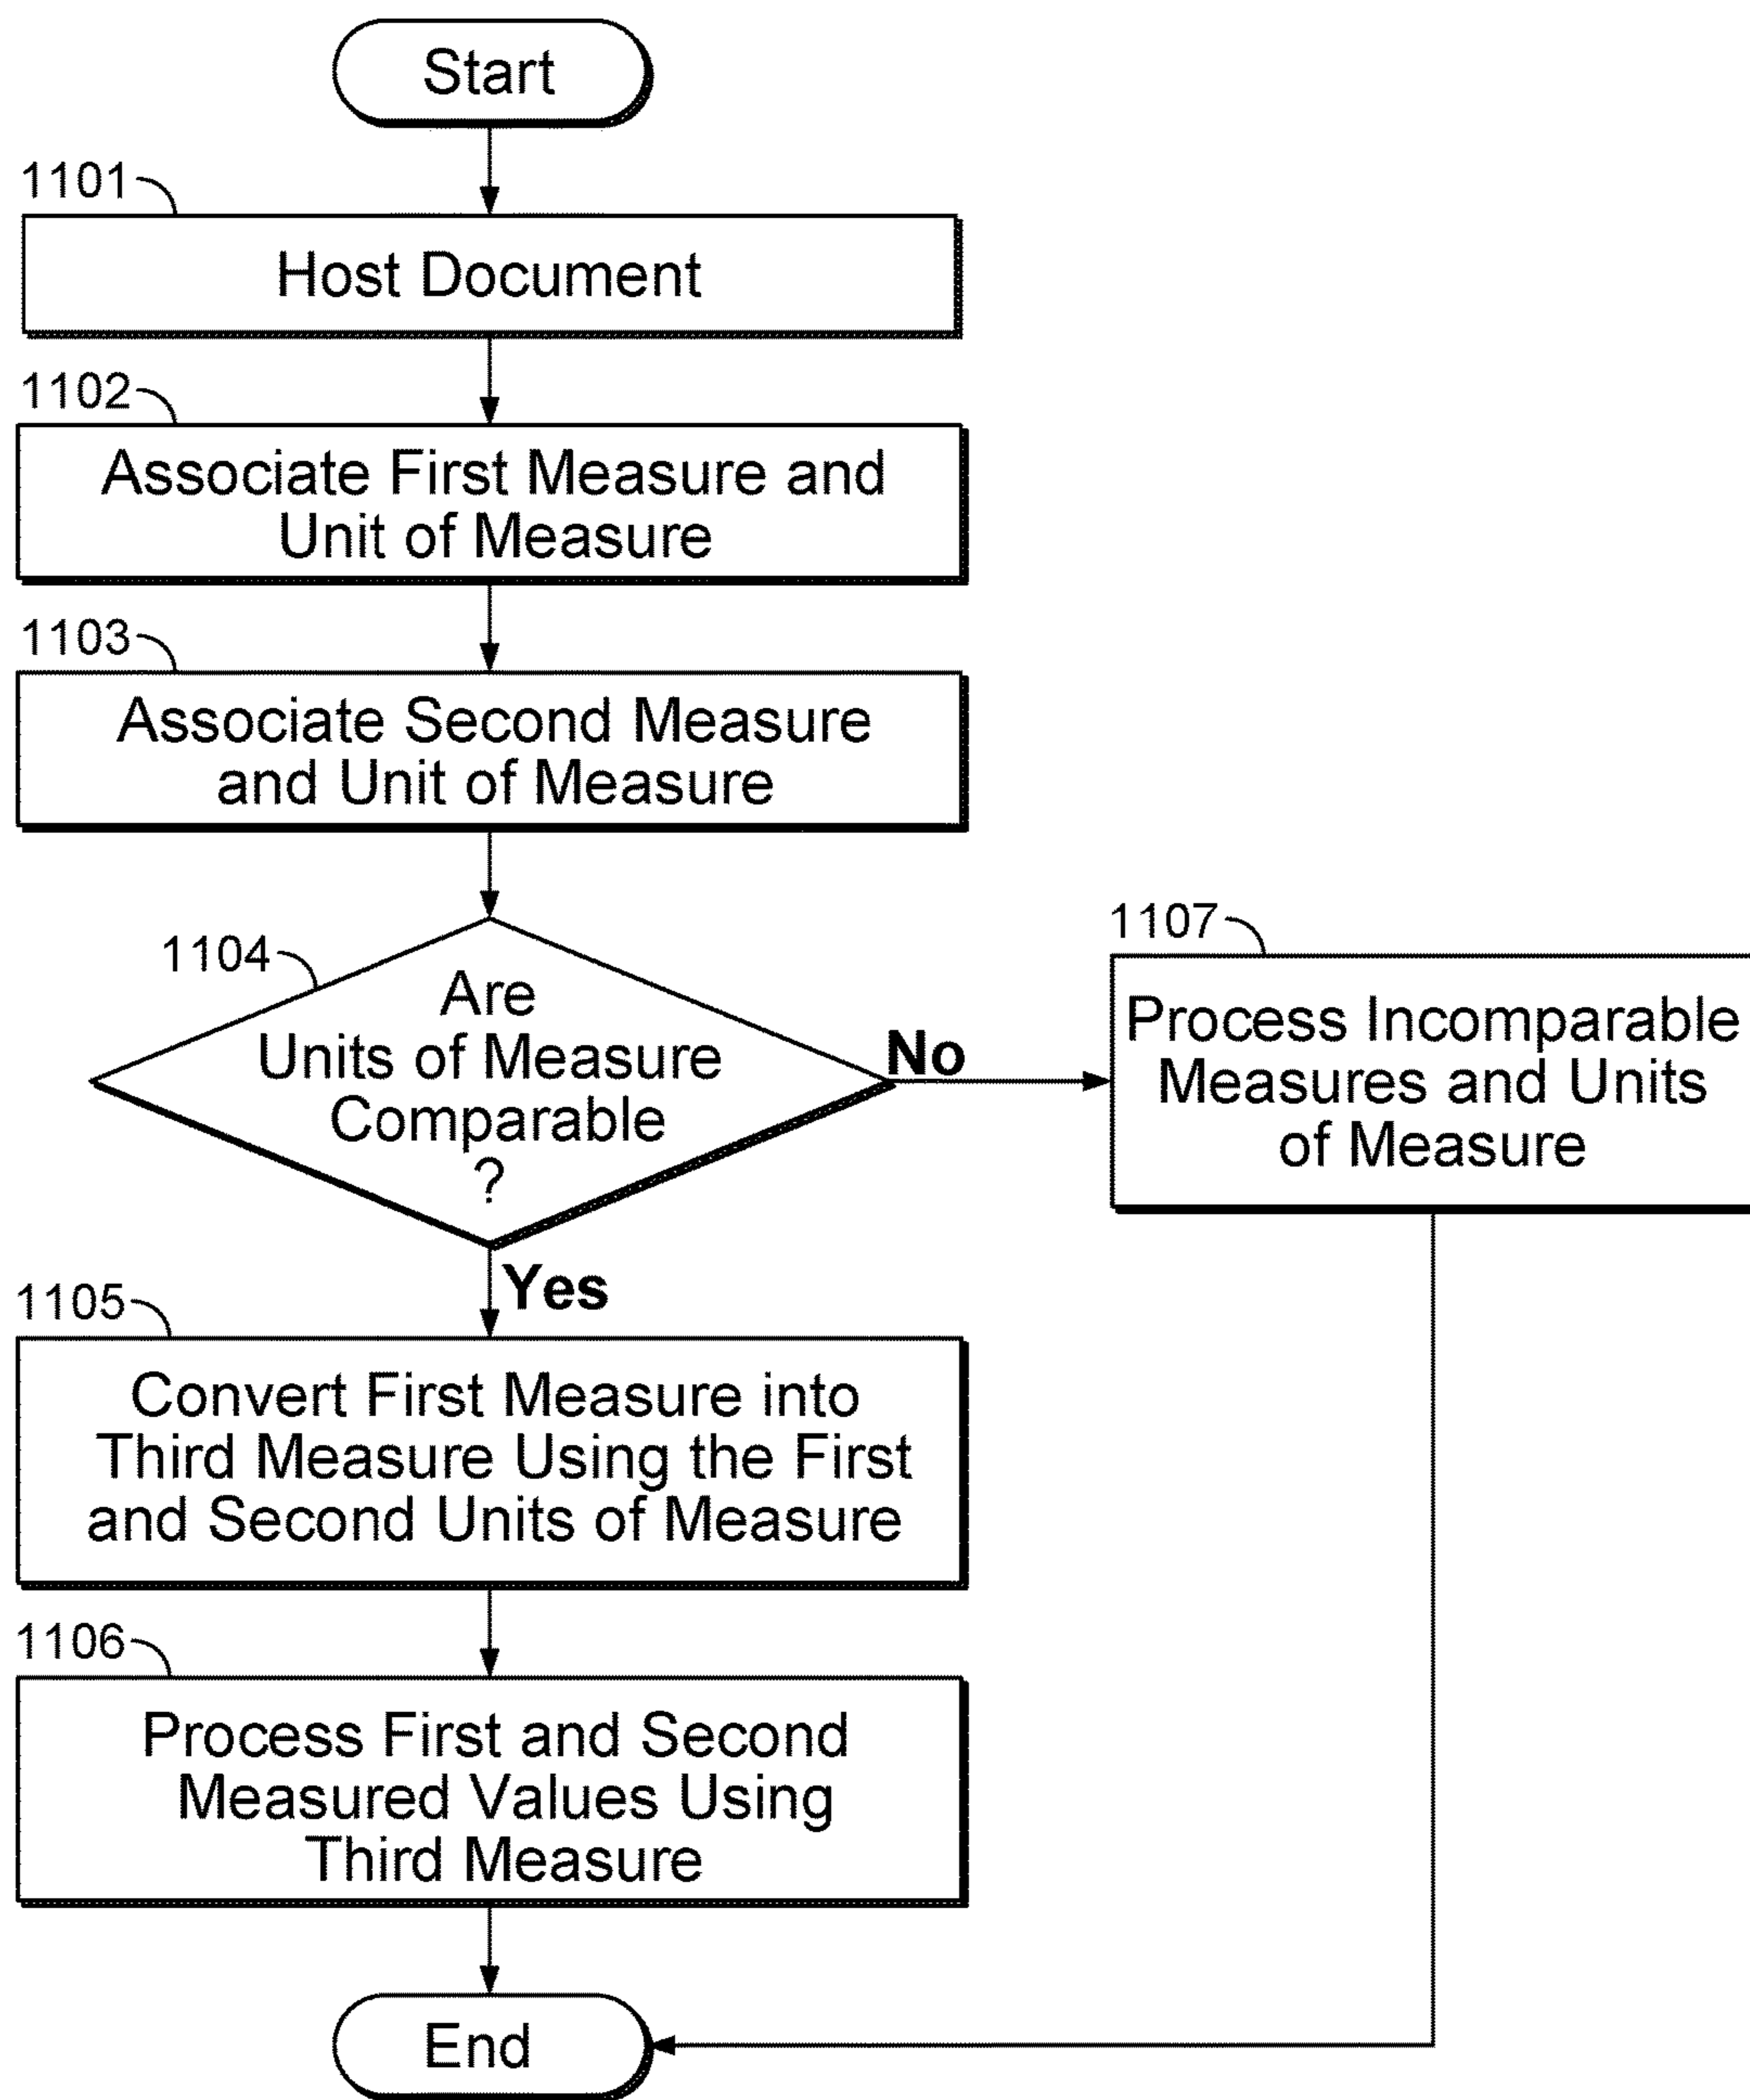 Start
1101
Host Document
1102
Associate First Measure and
Unit of Measure
1103
Associate Second Measure
and Unit of Measure
1104
Are
Units of Measure
Comparable
?
No
1107
Process Incomparable
Measures and Units
of Measure
Yes
1105
Convert First Measure into
Third Measure Using the First
and Second Units of Measure
1106
Process First and Second
Measured Values Using
Third Measure
End